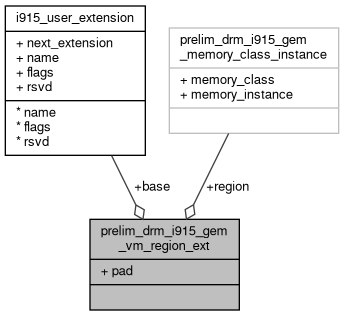 i915_user_extension
+ next_extension
+ name
+ flags
+ rsvd
* name
* flags
* rsvd
prelim_drm_i915_gem
_memory_class_instance
+ memory_class
+ memory_instance
+base
+region
prelim_drm_i915_gem
_vm_region_ext
+ pad